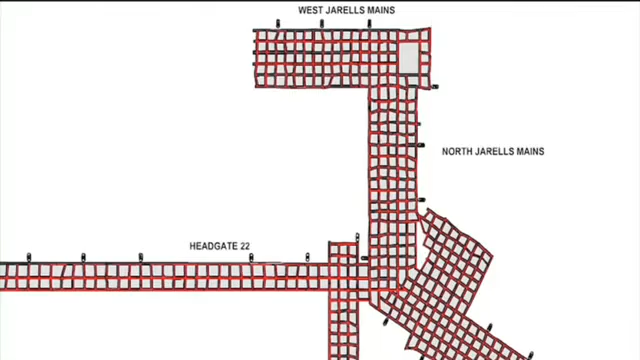 WEST JARELLS MAINS
NORTH JARELLS MAINS
HEADGATE 22